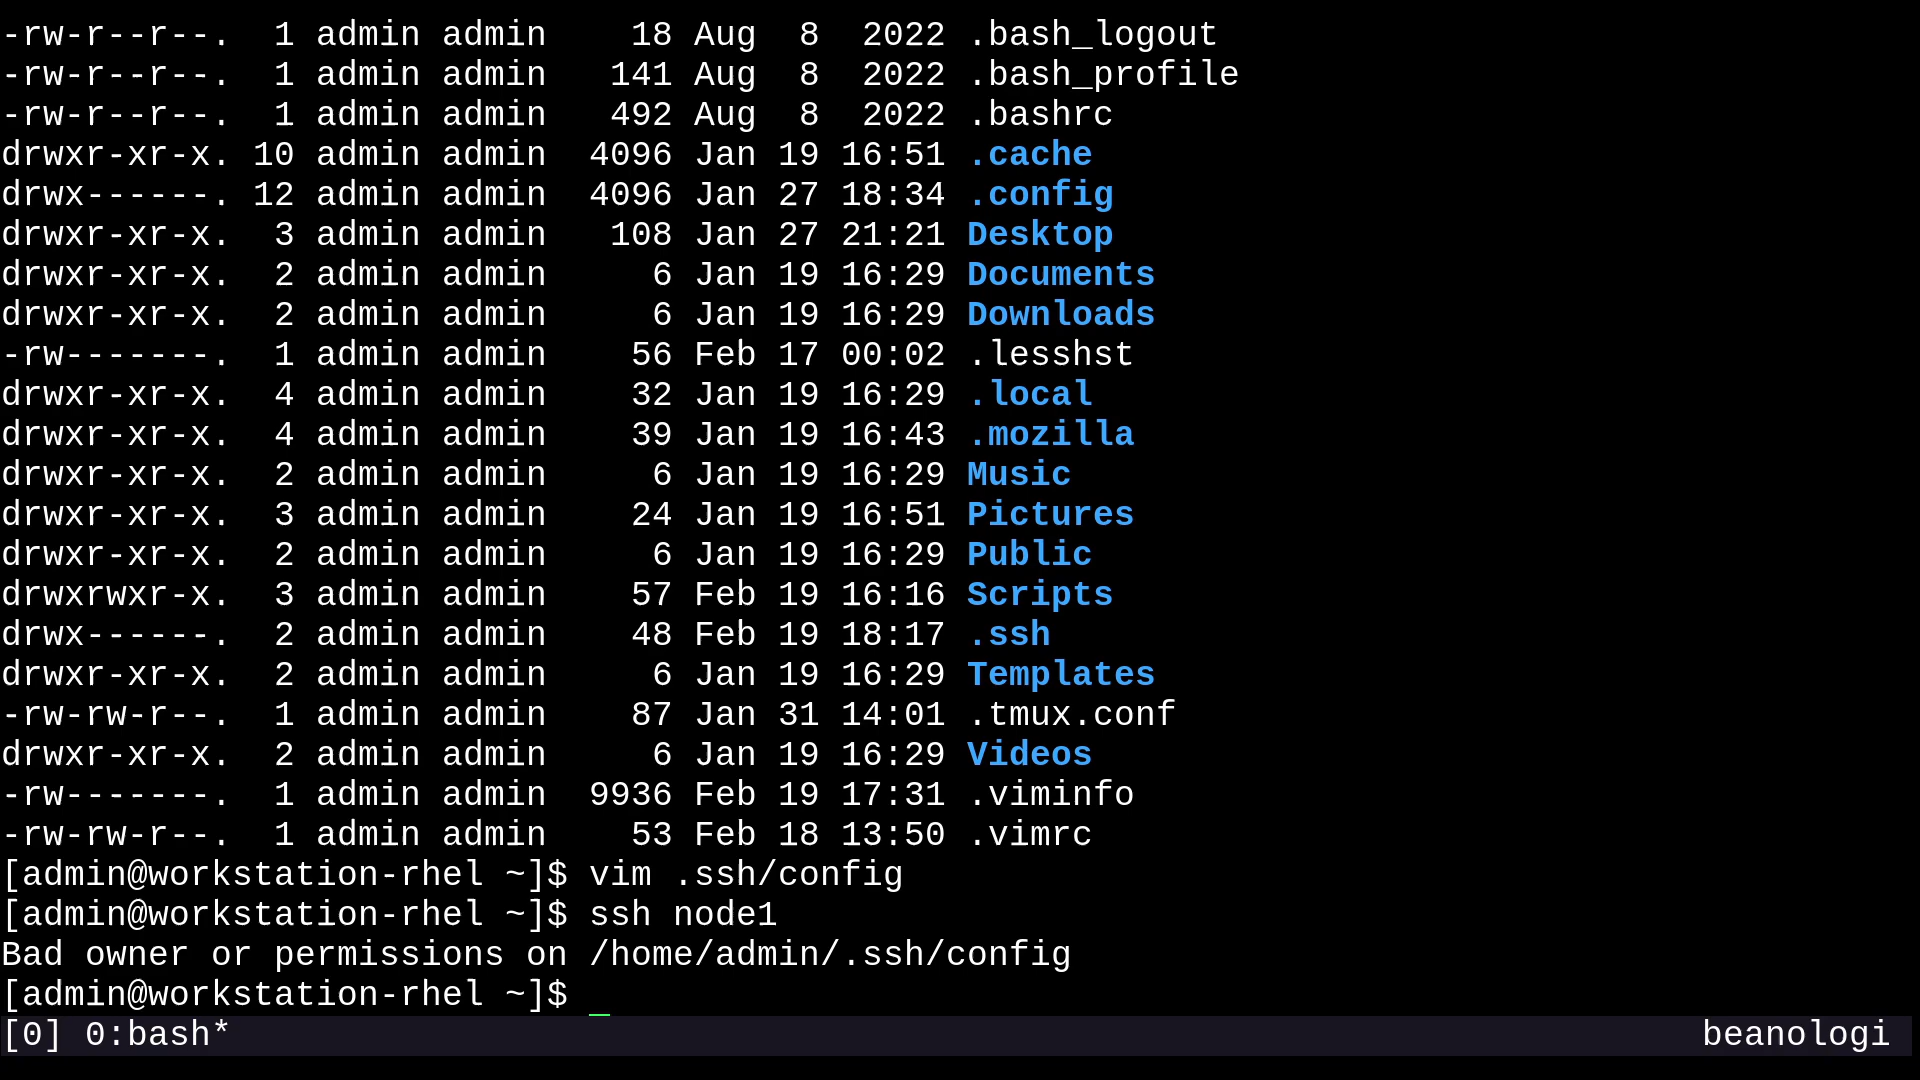 -rw-r--r--.  1 admin admin    18 Aug  8  2022 .bash_logout
-rw-r--r--.  1 admin admin   141 Aug  8  2022 .bash_profile
-rw-r--r--.  1 admin admin   492 Aug  8  2022 .bashrc
drwxr-xr-x. 10 admin admin  4096 Jan 19 16:51 .cache
drwx------. 12 admin admin  4096 Jan 27 18:34 .config
drwxr-xr-x.  3 admin admin   108 Jan 27 21:21 Desktop
drwxr-xr-x.  2 admin admin     6 Jan 19 16:29 Documents
drwxr-xr-x.  2 admin admin     6 Jan 19 16:29 Downloads
-rw-------.  1 admin admin    56 Feb 17 00:02 .lesshst
drwxr-xr-x.  4 admin admin    32 Jan 19 16:29 .local
drwxr-xr-x.  4 admin admin    39 Jan 19 16:43 .mozilla
drwxr-xr-x.  2 admin admin     6 Jan 19 16:29 Music
drwxr-xr-x.  3 admin admin    24 Jan 19 16:51 Pictures
drwxr-xr-x.  2 admin admin     6 Jan 19 16:29 Public
drwxrwxr-x.  3 admin admin    57 Feb 19 16:16 Scripts
drwx------.  2 admin admin    48 Feb 19 18:17 .ssh
drwxr-xr-x.  2 admin admin     6 Jan 19 16:29 Templates
-rw-rw-r--.  1 admin admin    87 Jan 31 14:01 .tmux.conf
drwxr-xr-x.  2 admin admin     6 Jan 19 16:29 Videos
-rw-------.  1 admin admin  9936 Feb 19 17:31 .viminfo
-rw-rw-r--.  1 admin admin    53 Feb 18 13:50 .vimrc
[admin@workstation-rhel ~]$ vim .ssh/config
[admin@workstation-rhel ~]$ ssh node1
Bad owner or permissions on /home/admin/.ssh/config
[admin@workstation-rhel ~]$
[0] 0:bash* beanologi